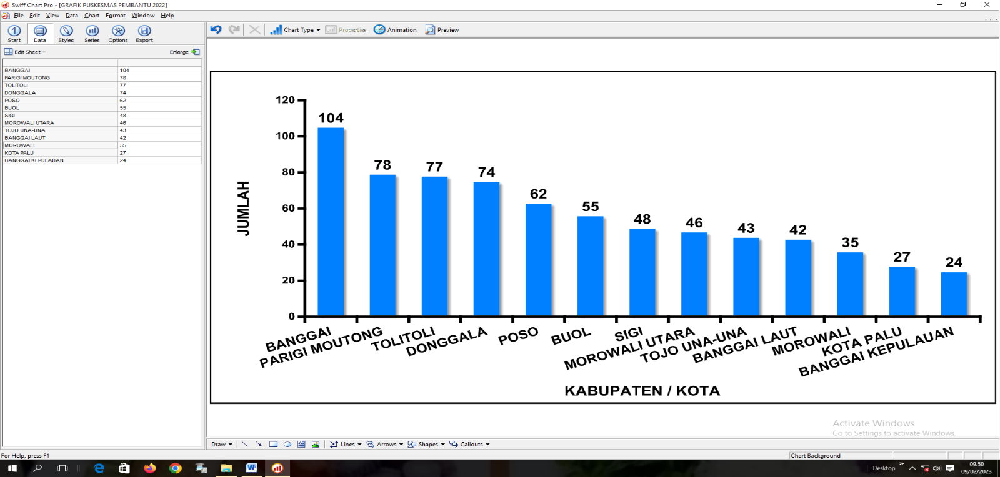 Swiff Chart Pro - [GRAFIK PUSKESMAS PEMBANTU 2022]
File Edit View Data Chart Format Window Help
Start Data Styles Series Options Export
Chart Type Properties Animation Preview
Edit Sheet Enlarge
BANGGAI 104
PARIGI MOUTONG 78
TOLITOLI 77
DONGGALA 74
POSO 62
BUOL 55
SIGI 48
MOROWALI UTARA 46
TOJO UNA-UNA 43
BANGGAI LAUT 42
MOROWALI 35
KOTA PALU 27
BANGGAI KEPULAUAN 24
JUMLAH
120
100
80
60
40
20
0
104
78
77
74
62
55
48
46
43
42
35
27
24
BANGGAI
PARIGI MOUTONG
TOLITOLI
DONGGALA
POSO
BUOL
SIGI
MOROWALI UTARA
TOJO UNA-UNA
BANGGAI LAUT
MOROWALI
KOTA PALU
BANGGAI KEPULAUAN
KABUPATEN / KOTA
Activate Windows
Go to Settings to activate Windows.
Draw Lines Arrows Shapes Callouts
For Help, press F1
Chart Background
Desktop
09.50
09/02/2023